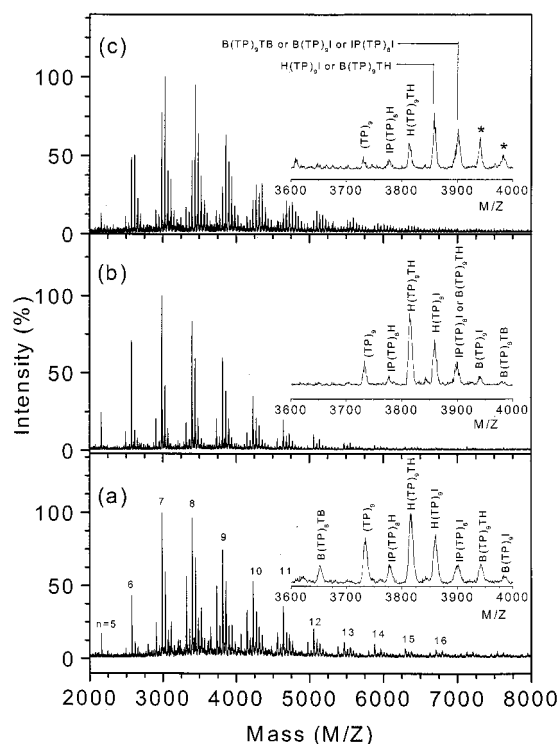 (c)
B(TP)₉TB or B(TP)₉I or IP(TP)₈I
H(TP)₉I or B(TP)₉TH
(TP)₉
IP(TP)₈H
H(TP)₉TH
*
*
3600 3700 3800 3900 4000
M/Z
100
50
0
(b)
(TP)₉
IP(TP)₈H
H(TP)₉TH
H(TP)₉I
IP(TP)₈I or B(TP)₉TH
B(TP)₉I
B(TP)₉TB
3600 3700 3800 3900 4000
M/Z
100
50
0
Intensity (%)
(a)
B(TP)₈TB
(TP)₉
IP(TP)₈H
H(TP)₉TH
H(TP)₉I
IP(TP)₈I
B(TP)₉TH
B(TP)₉I
3600 3700 3800 3900 4000
M/Z
100
50
0
n=5
6
7
8
9
10
11
12
13
14
15
16
2000 3000 4000 5000 6000 7000 8000
Mass (M/Z)